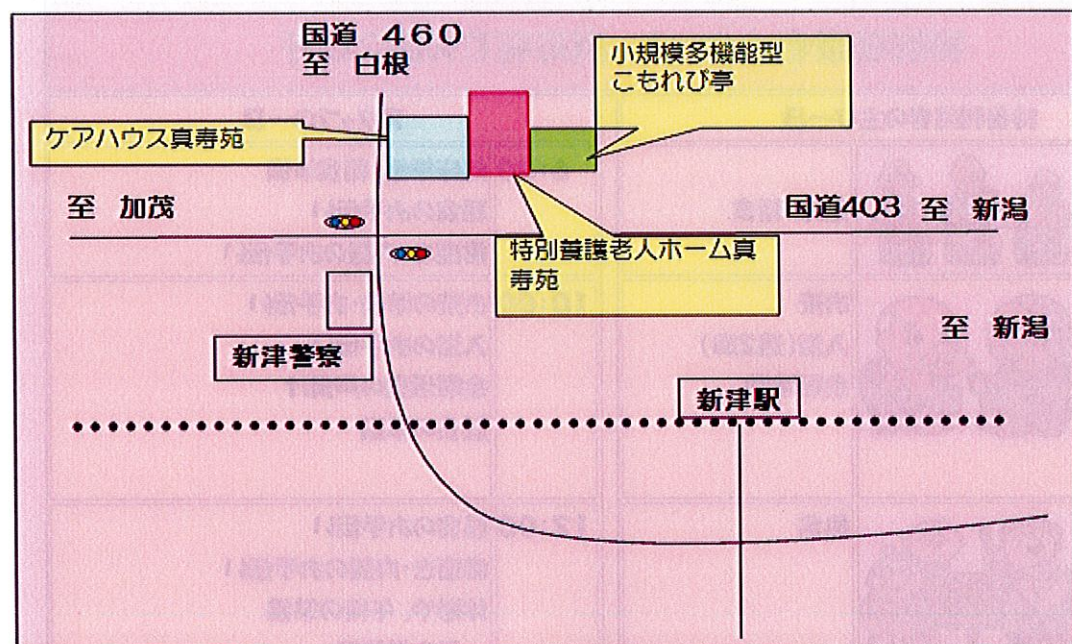 国道 460
至 白根
小規模多機能型
こもれび亭
ケアハウス真寿苑
至 加茂
国道403 至 新潟
特別養護老人ホーム真
寿苑
至 新潟
新津警察
新津駅